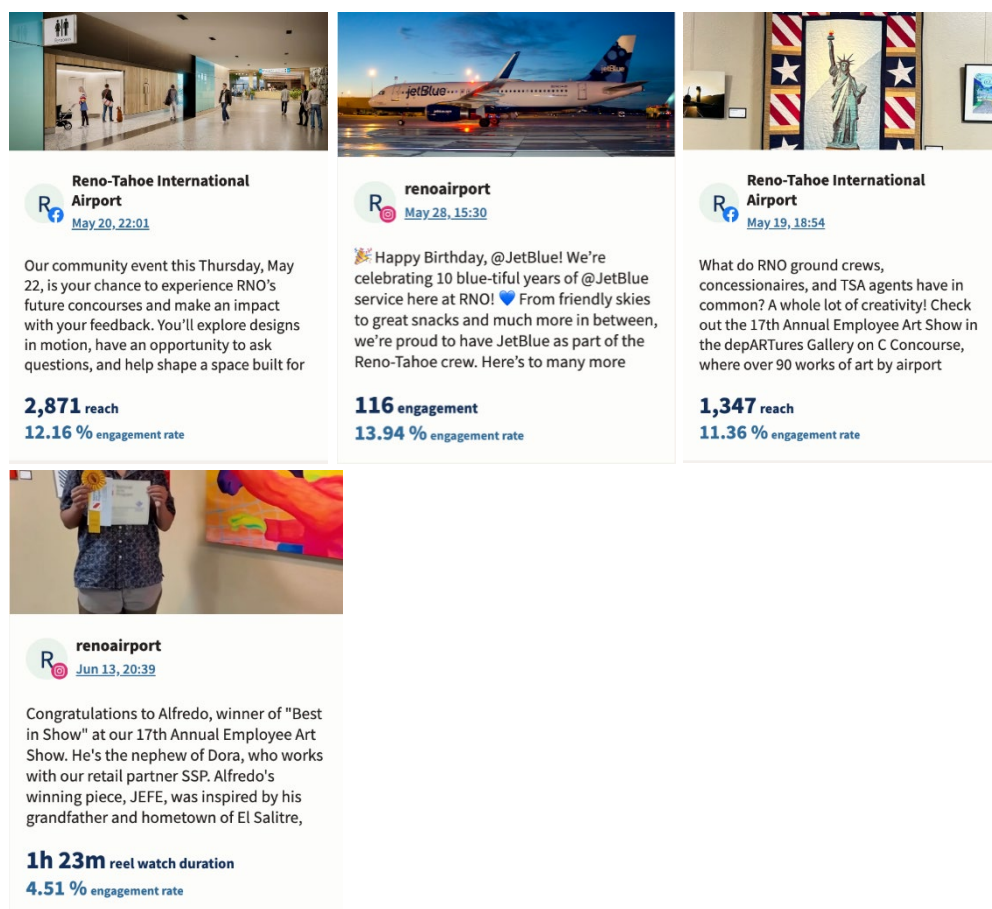 jetBlue
Reno-Tahoe International
Airport
R
May 20, 22:01
Our community event this Thursday, May
22, is your chance to experience RNO’s
future concourses and make an impact
with your feedback. You’ll explore designs
in motion, have an opportunity to ask
questions, and help shape a space built for
2,871 reach
12.16 % engagement rate
renoairport
R
May 28, 15:30
🎉 Happy Birthday, @JetBlue! We’re
celebrating 10 blue-tiful years of @JetBlue
service here at RNO! 💙 From friendly skies
to great snacks and much more in between,
we’re proud to have JetBlue as part of the
Reno-Tahoe crew. Here’s to many more
116 engagement
13.94 % engagement rate
Reno-Tahoe International
Airport
R
May 19, 18:54
What do RNO ground crews,
concessionaires, and TSA agents have in
common? A whole lot of creativity! Check
out the 17th Annual Employee Art Show in
the depARTures Gallery on C Concourse,
where over 90 works of art by airport
1,347 reach
11.36 % engagement rate
renoairport
R
Jun 13, 20:39
Congratulations to Alfredo, winner of "Best
in Show" at our 17th Annual Employee Art
Show. He's the nephew of Dora, who works
with our retail partner SSP. Alfredo's
winning piece, JEFE, was inspired by his
grandfather and hometown of El Salitre,
1h 23m reel watch duration
4.51 % engagement rate